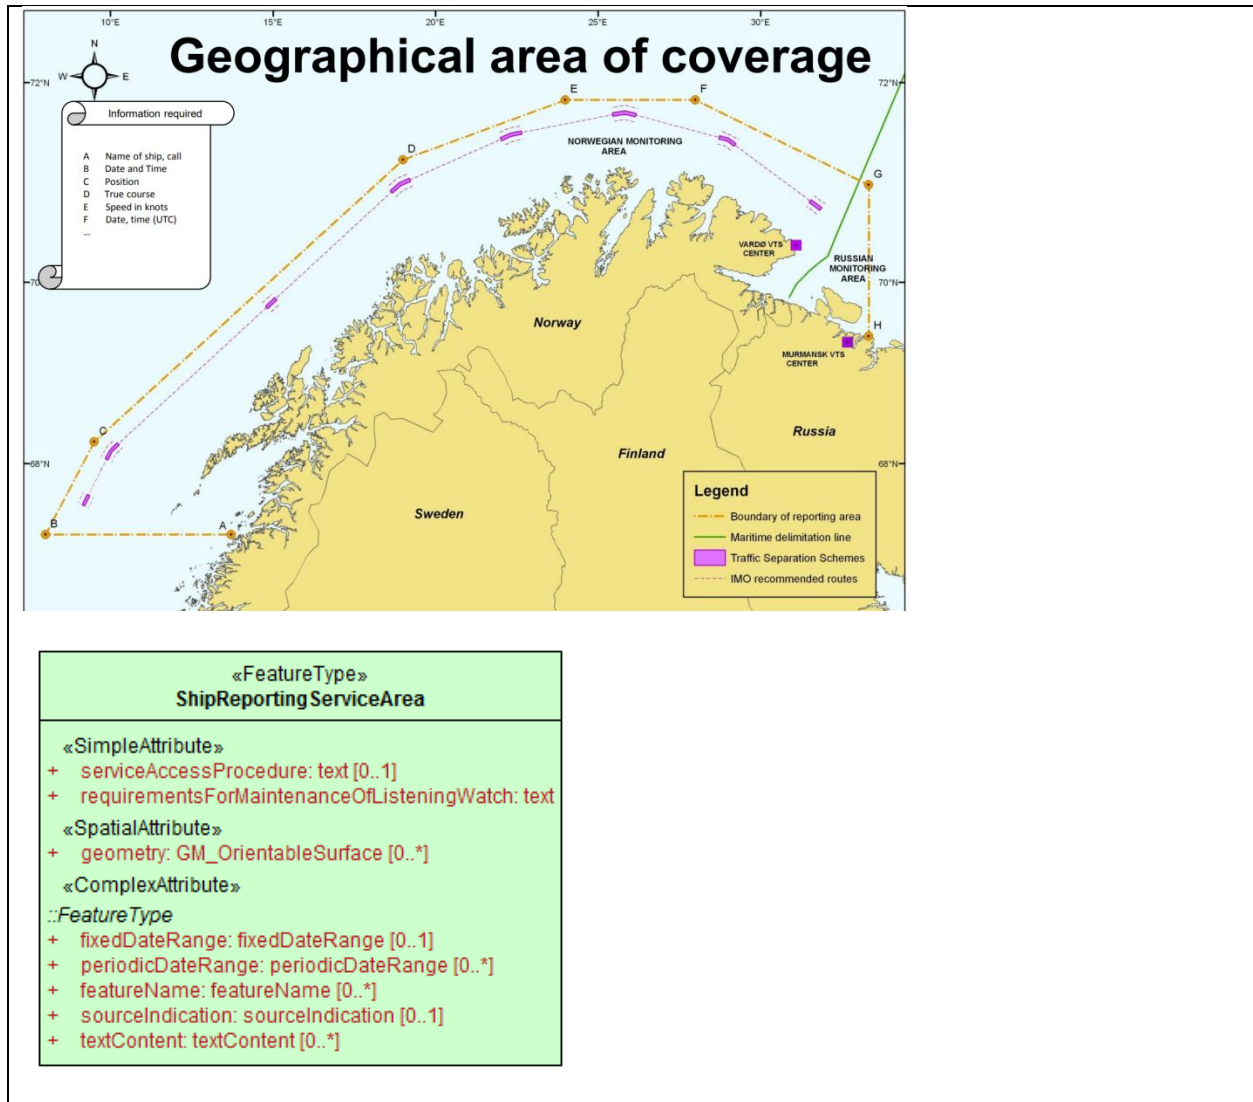 10°E 15°E 20°E 25°E 30°E
Geographical area of coverage
N
W E
S
72°N 72°N
Information required
A Name of ship, call
B Date and Time
C Position
D True course
E Speed in knots
F Date, time (UTC)
...
E F
D
NORWEGIAN MONITORING
AREA
G
VARDØ VTS
CENTER
RUSSIAN
MONITORING
AREA
70°N 70°N
H
Norway
MURMANSK VTS
CENTER
C
Russia
Finland
68°N 68°N
Sweden
B A
Legend
Boundary of reporting area
Maritime delimitation line
Traffic Separation Schemes
IMO recommended routes
«FeatureType»
ShipReportingServiceArea
«SimpleAttribute»
+ serviceAccessProcedure: text [0..1]
+ requirementsForMaintenanceOfListeningWatch: text
«SpatialAttribute»
+ geometry: GM_OrientableSurface [0..*]
«ComplexAttribute»
::FeatureType
+ fixedDateRange: fixedDateRange [0..1]
+ periodicDateRange: periodicDateRange [0..*]
+ featureName: featureName [0..*]
+ sourceIndication: sourceIndication [0..1]
+ textContent: textContent [0..*]